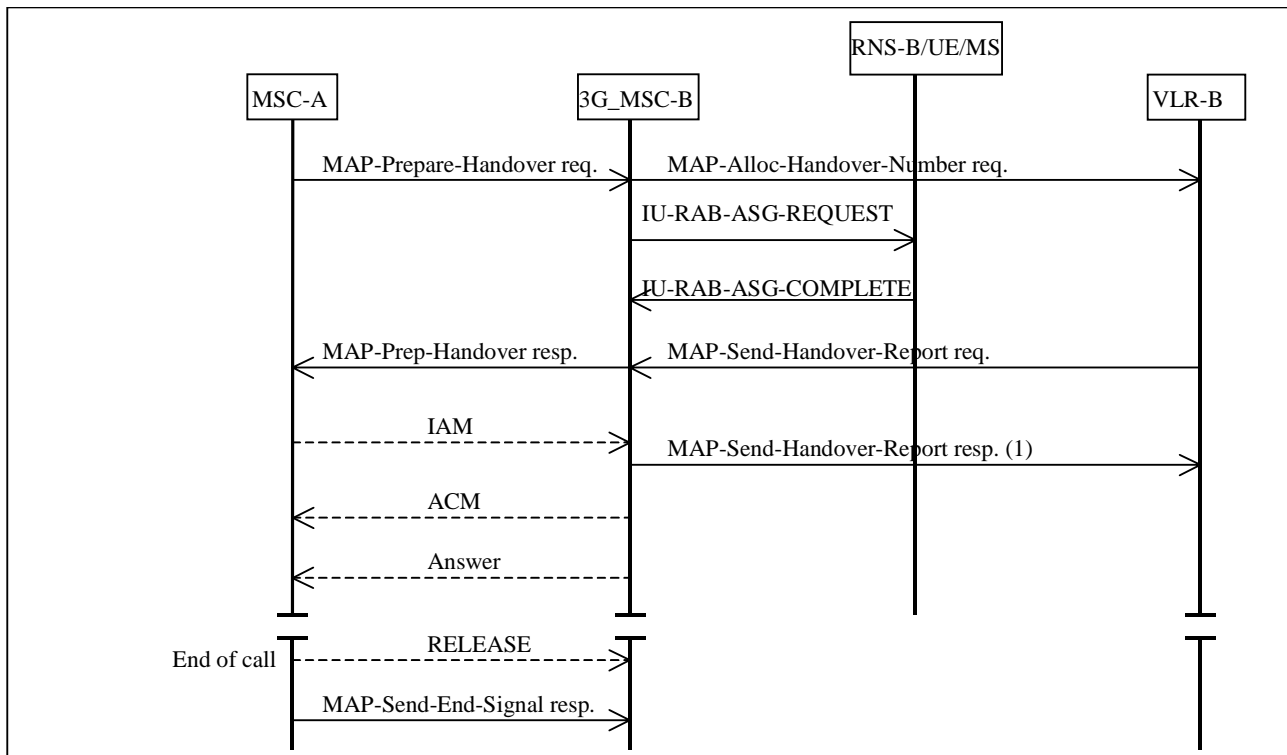 RNS-B/UE/MS
MSC-A
3G_MSC-B
VLR-B
MAP-Prepare-Handover req.
MAP-Alloc-Handover-Number req.
IU-RAB-ASG-REQUEST
IU-RAB-ASG-COMPLETE
MAP-Prep-Handover resp.
MAP-Send-Handover-Report req.
IAM
MAP-Send-Handover-Report resp. (1)
ACM
Answer
RELEASE
End of call
MAP-Send-End-Signal resp.